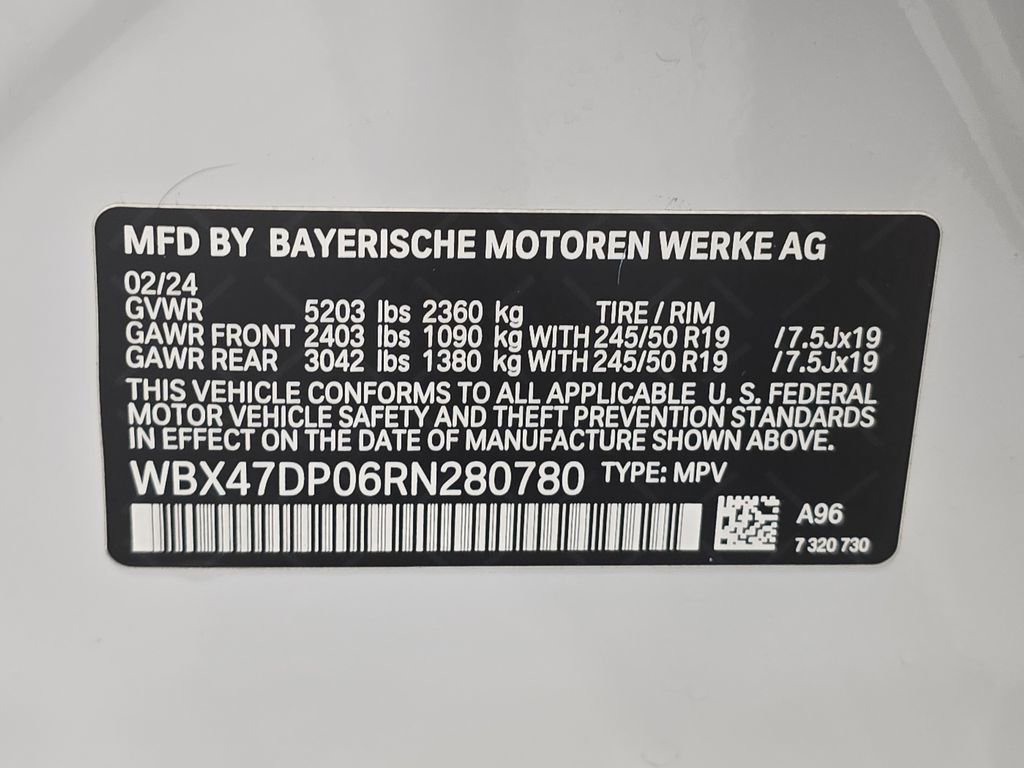 MFD BY BAYERISCHE MOTOREN WERKE AG
02/24
GVWR 5203 lbs 2360 kg TIRE / RIM
GAWR FRONT 2403 lbs 1090 kg WITH 245/50 R19 /7.5Jx19
GAWR REAR 3042 lbs 1380 kg WITH 245/50 R19 /7.5Jx19
THIS VEHICLE CONFORMS TO ALL APPLICABLE U. S. FEDERAL
MOTOR VEHICLE SAFETY AND THEFT PREVENTION STANDARDS
IN EFFECT ON THE DATE OF MANUFACTURE SHOWN ABOVE.
WBX47DP06RN280780 TYPE: MPV
A96
7 320 730